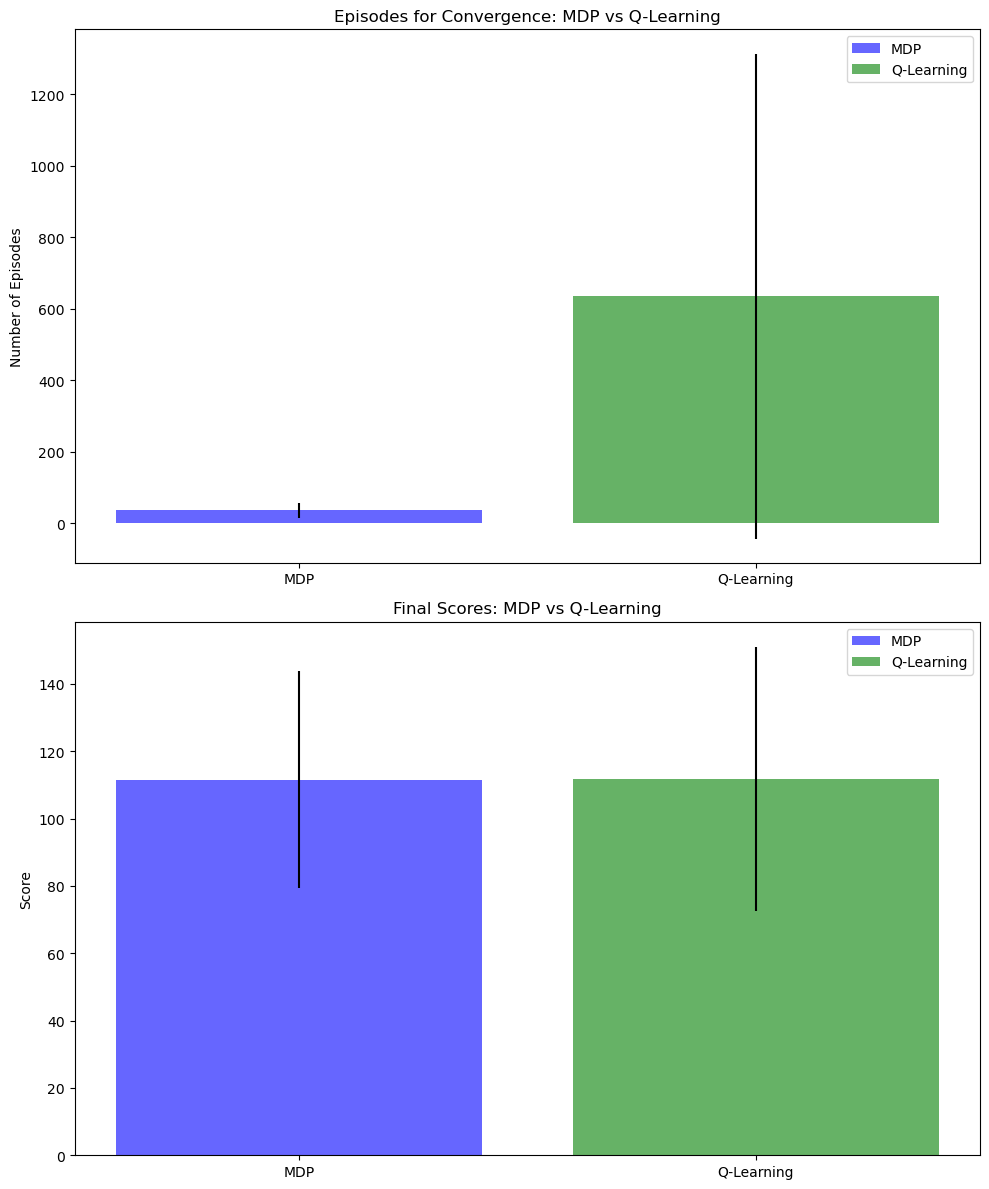 Episodes for Convergence: MDP vs Q-Learning
MDP
Q-Learning
1200
1000
800
600
400
200
0
Number of Episodes
MDP
Q-Learning
Final Scores: MDP vs Q-Learning
MDP
Q-Learning
140
120
100
80
60
40
20
0
Score
MDP
Q-Learning